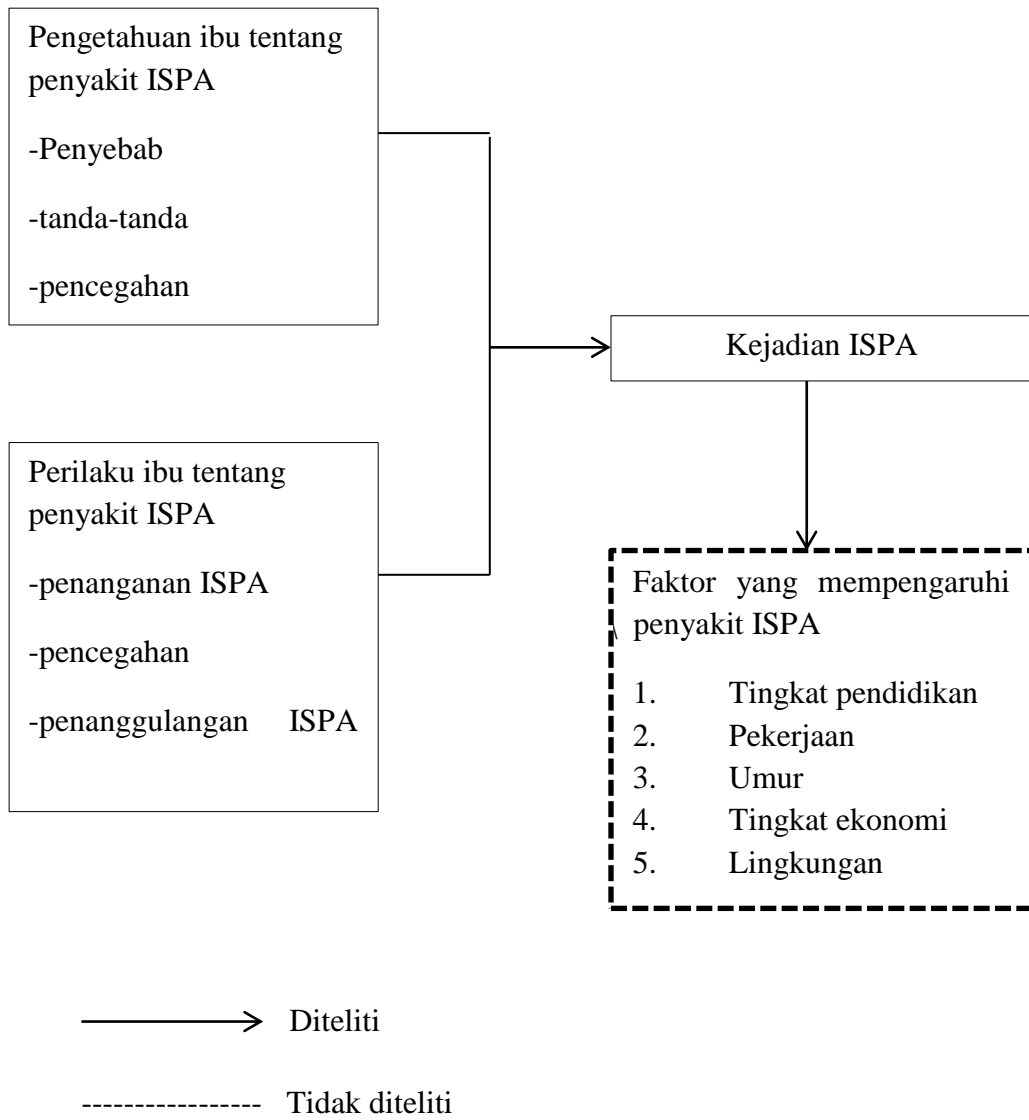 Pengetahuan ibu tentang
penyakit ISPA
-Penyebab
-tanda-tanda
-pencegahan
Kejadian ISPA
Perilaku ibu tentang
penyakit ISPA
-penanganan ISPA
-pencegahan
-penanggulangan ISPA
Faktor yang mempengaruhi
penyakit ISPA
1. Tingkat pendidikan
2. Pekerjaan
3. Umur
4. Tingkat ekonomi
5. Lingkungan
Diteliti
Tidak diteliti